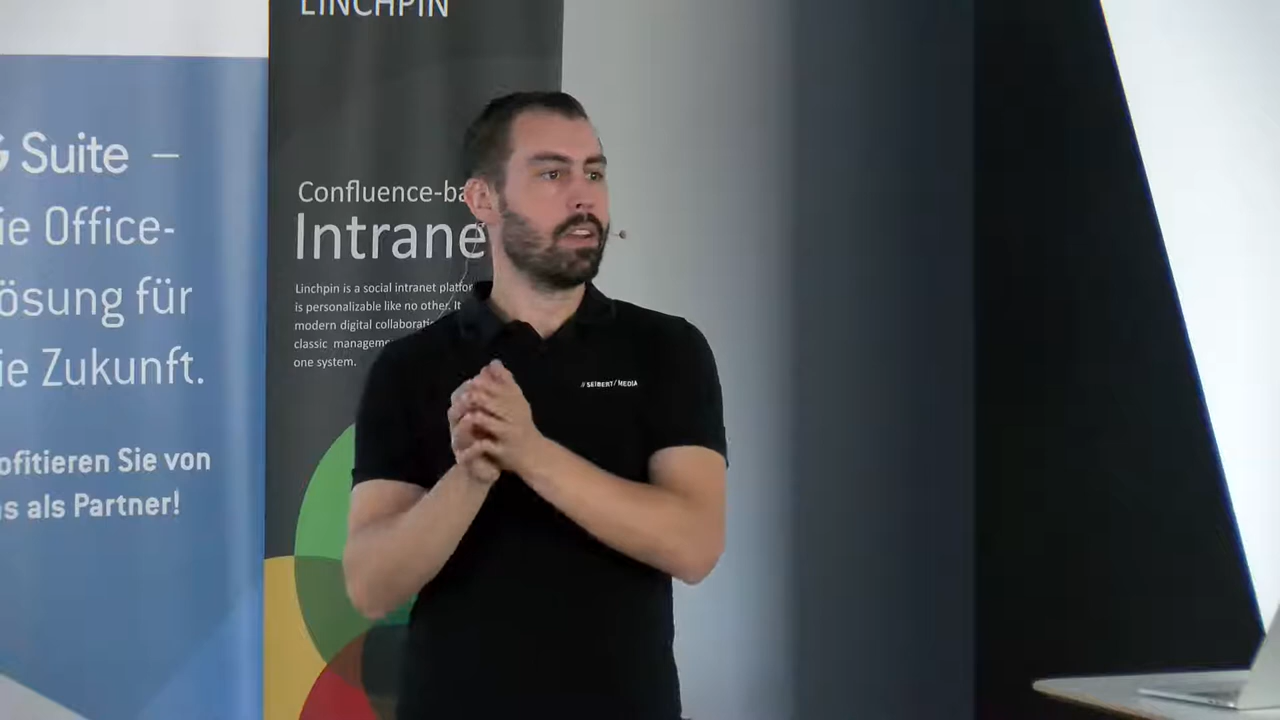 Suite –
ie Office-
ösung für
ie Zukunft.
ofitieren Sie von
s als Partner!
LINCHPIN
Confluence-ba
Intrane
Linchpin is a social intranet platfor
is personalizable like no other. It
modern digital collaboratio
classic manageme
one system.
//SEIBERT/MEDIA